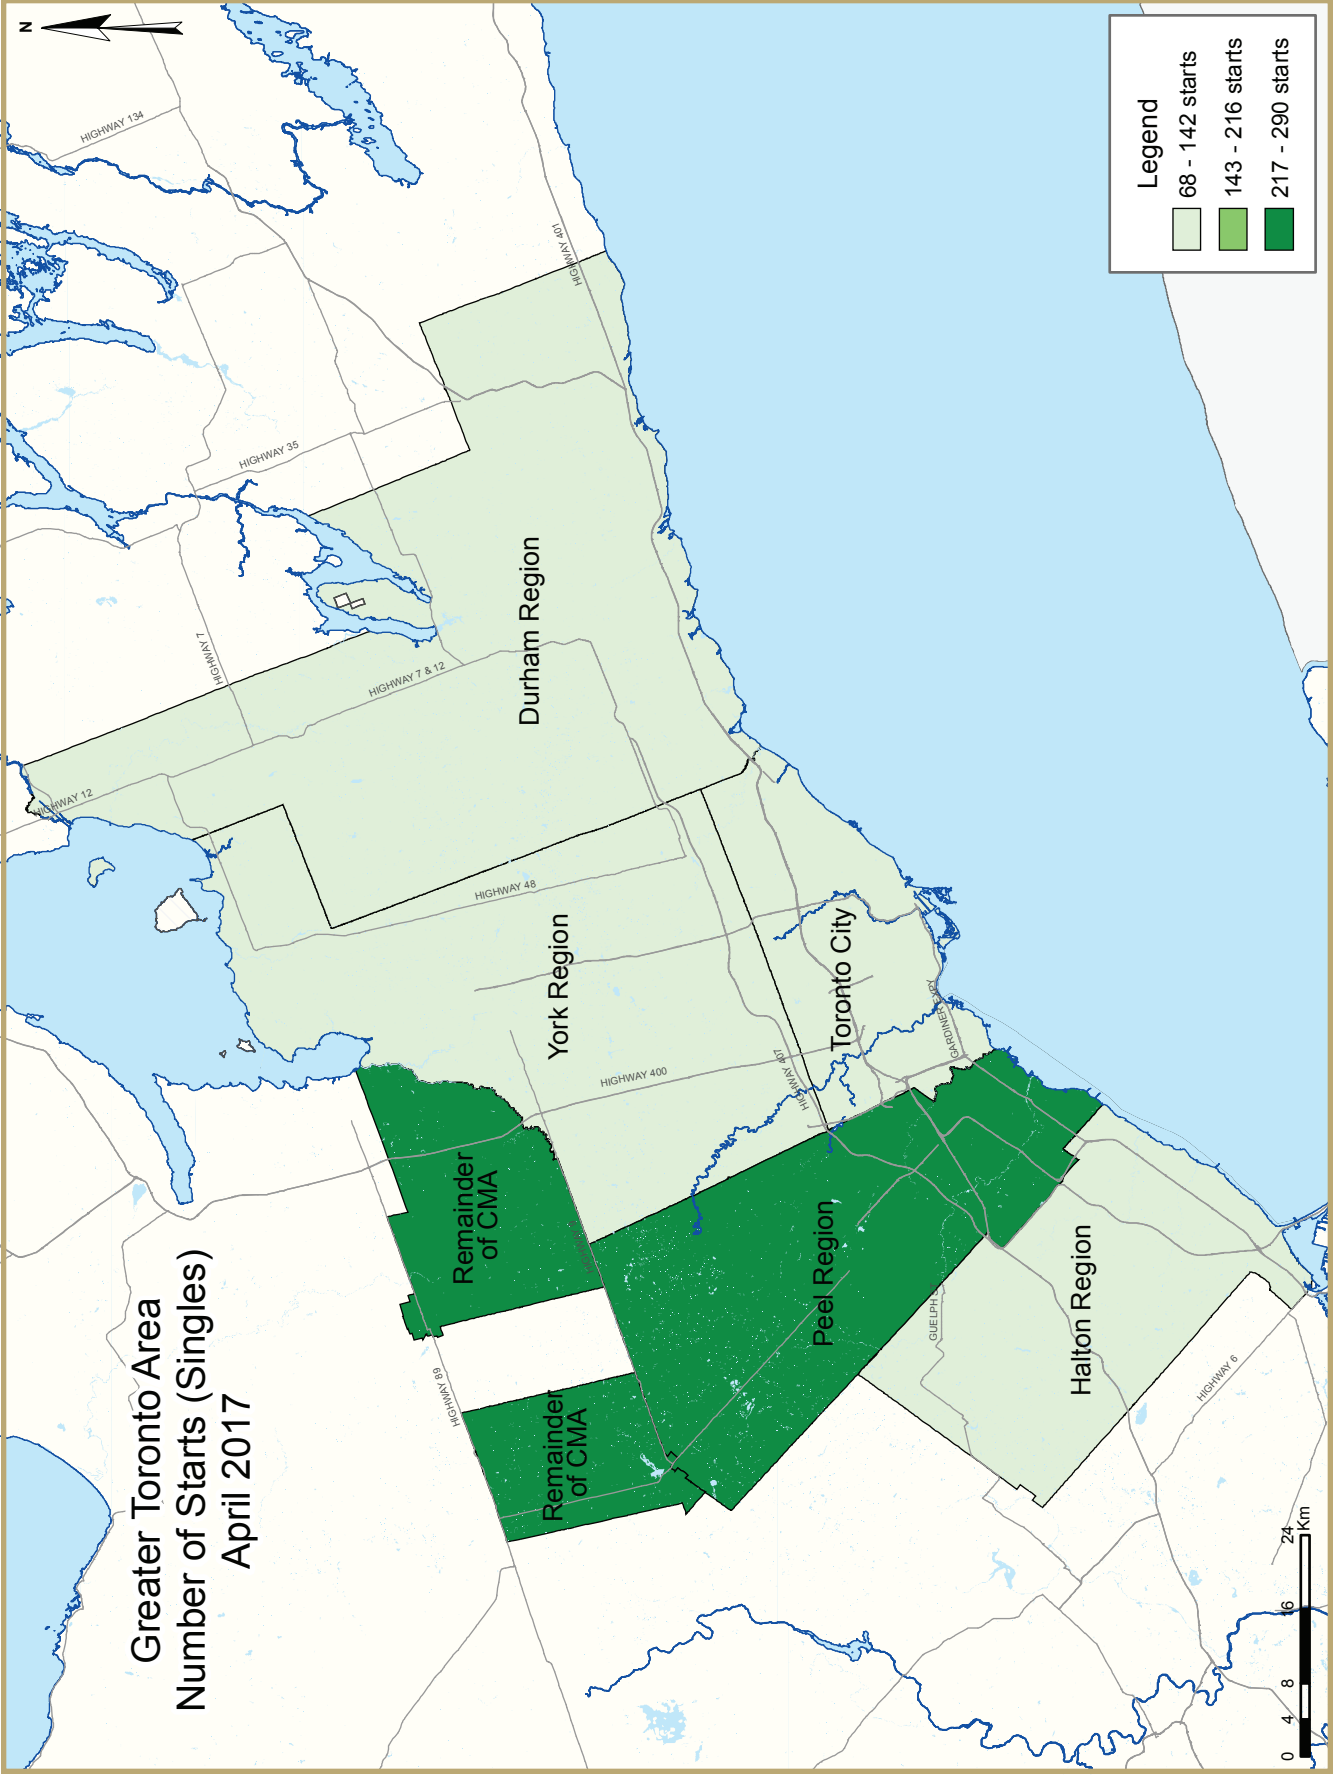 Greater Toronto Area
Number of Starts (Singles)
April 2017
N
Legend
68 - 142 starts
143 - 216 starts
217 - 290 starts
HIGHWAY 134
HIGHWAY 401
HIGHWAY 35
HIGHWAY 7
HIGHWAY 7 & 12
HIGHWAY 12
Durham Region
HIGHWAY 48
York Region
Toronto City
GARDINER EXPY
HIGHWAY 407
HIGHWAY 400
Remainder
of CMA
HIGHWAY
HIGHWAY 89
Remainder
of CMA
Peel Region
GUELPH
Halton Region
HIGHWAY 6
0 4 8 16 24
Km